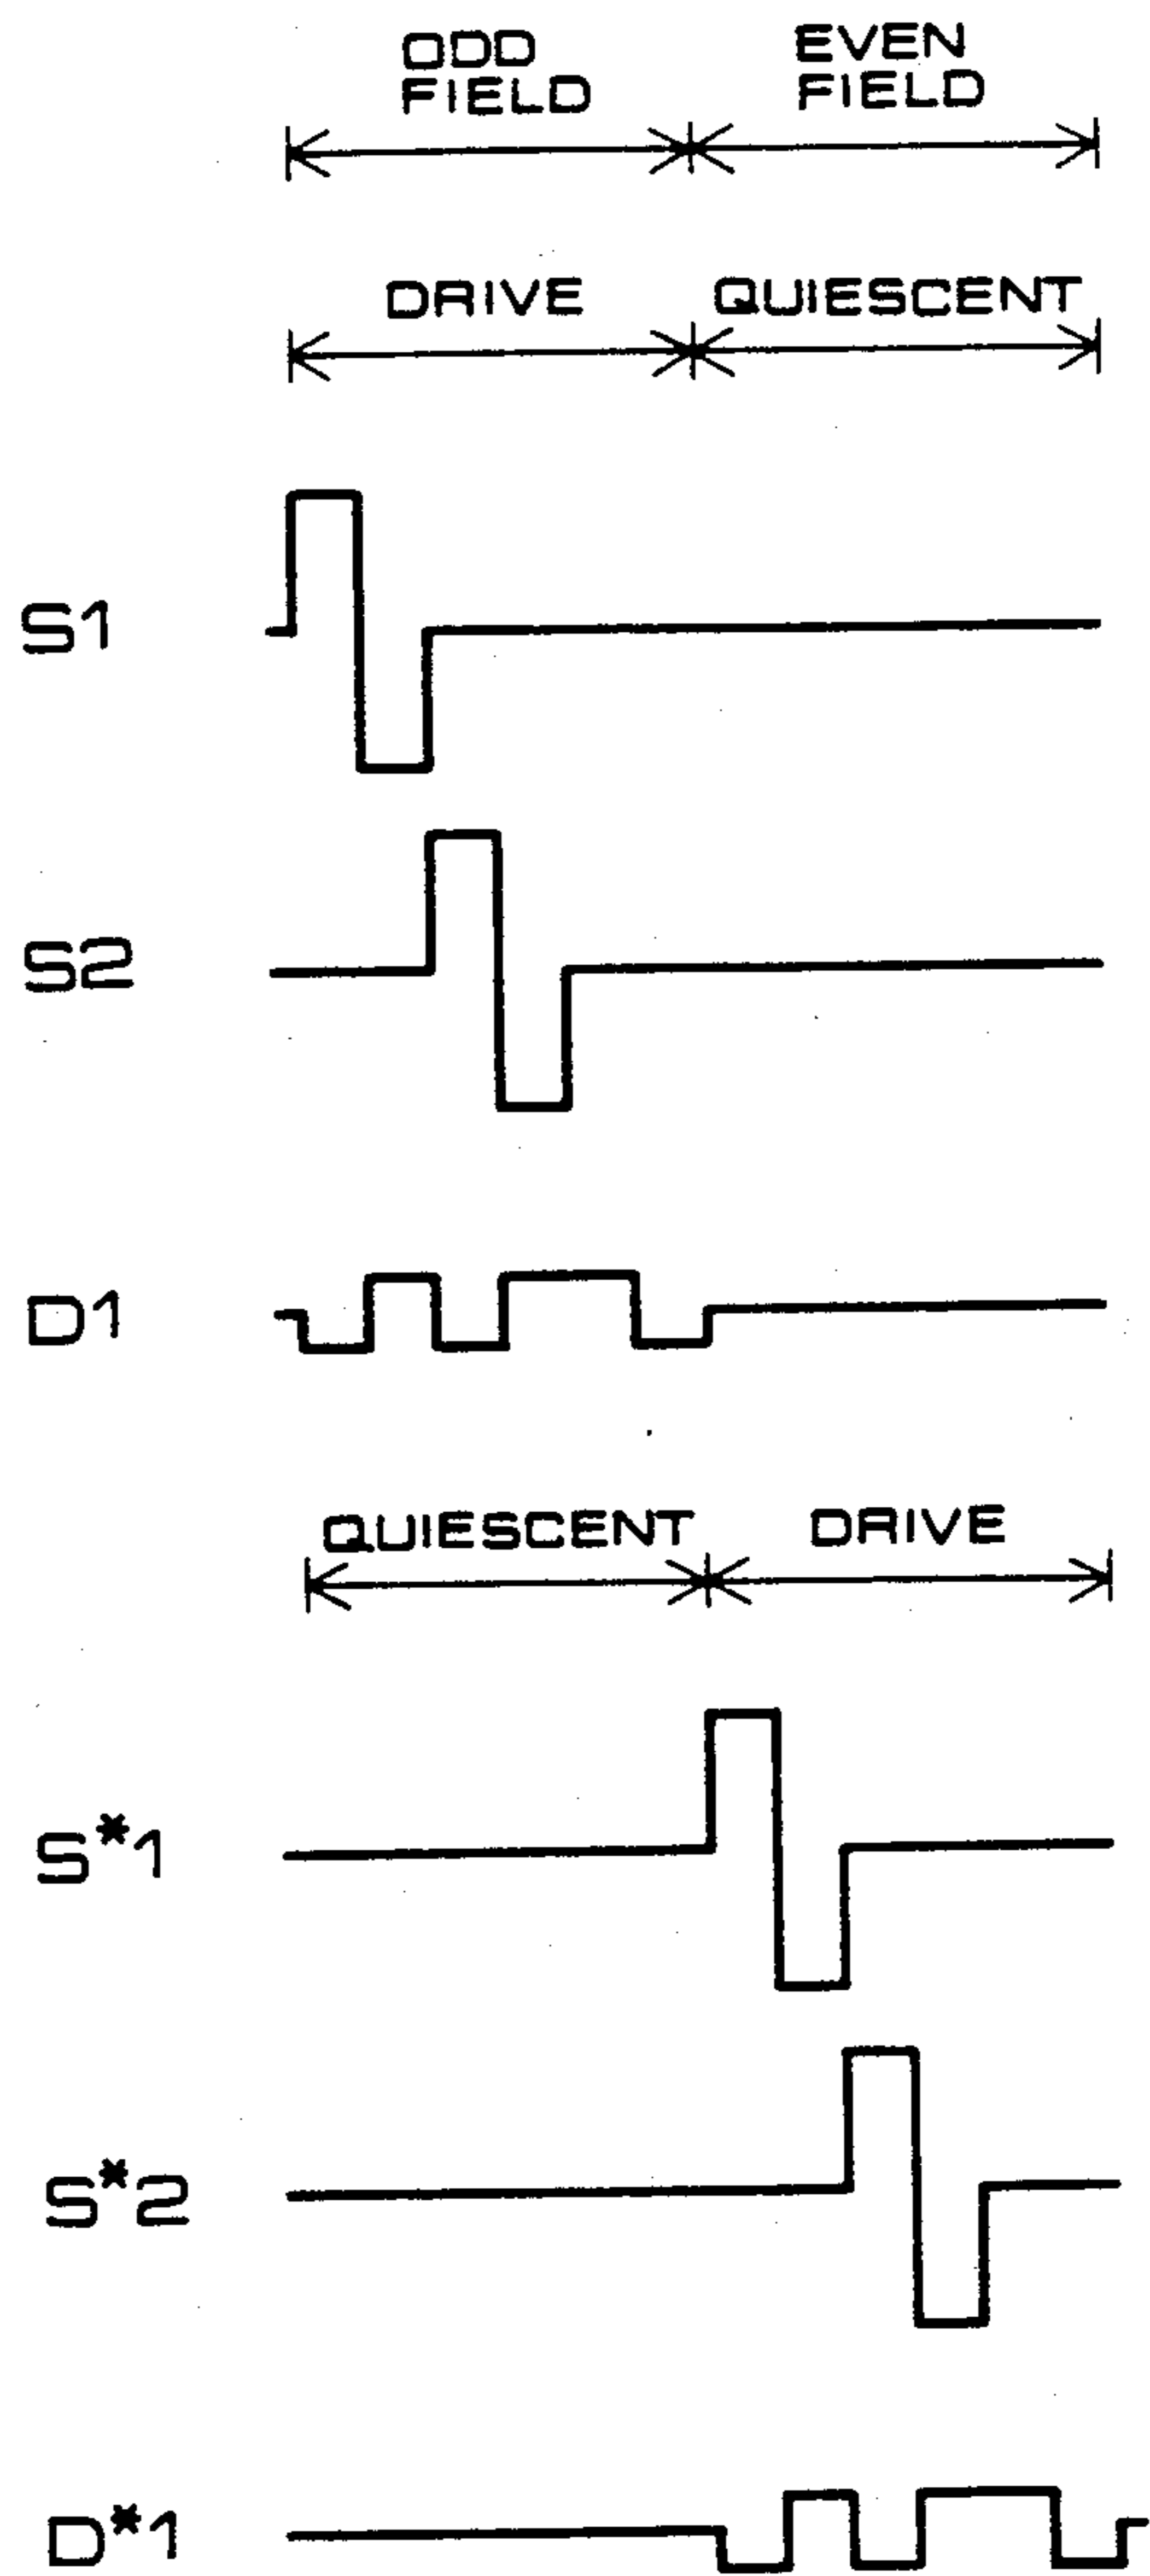 ODD
FIELD
EVEN
FIELD
DRIVE
QUIESCENT
S1
S2
D1
QUIESCENT
DRIVE
S*1
S*2
D*1